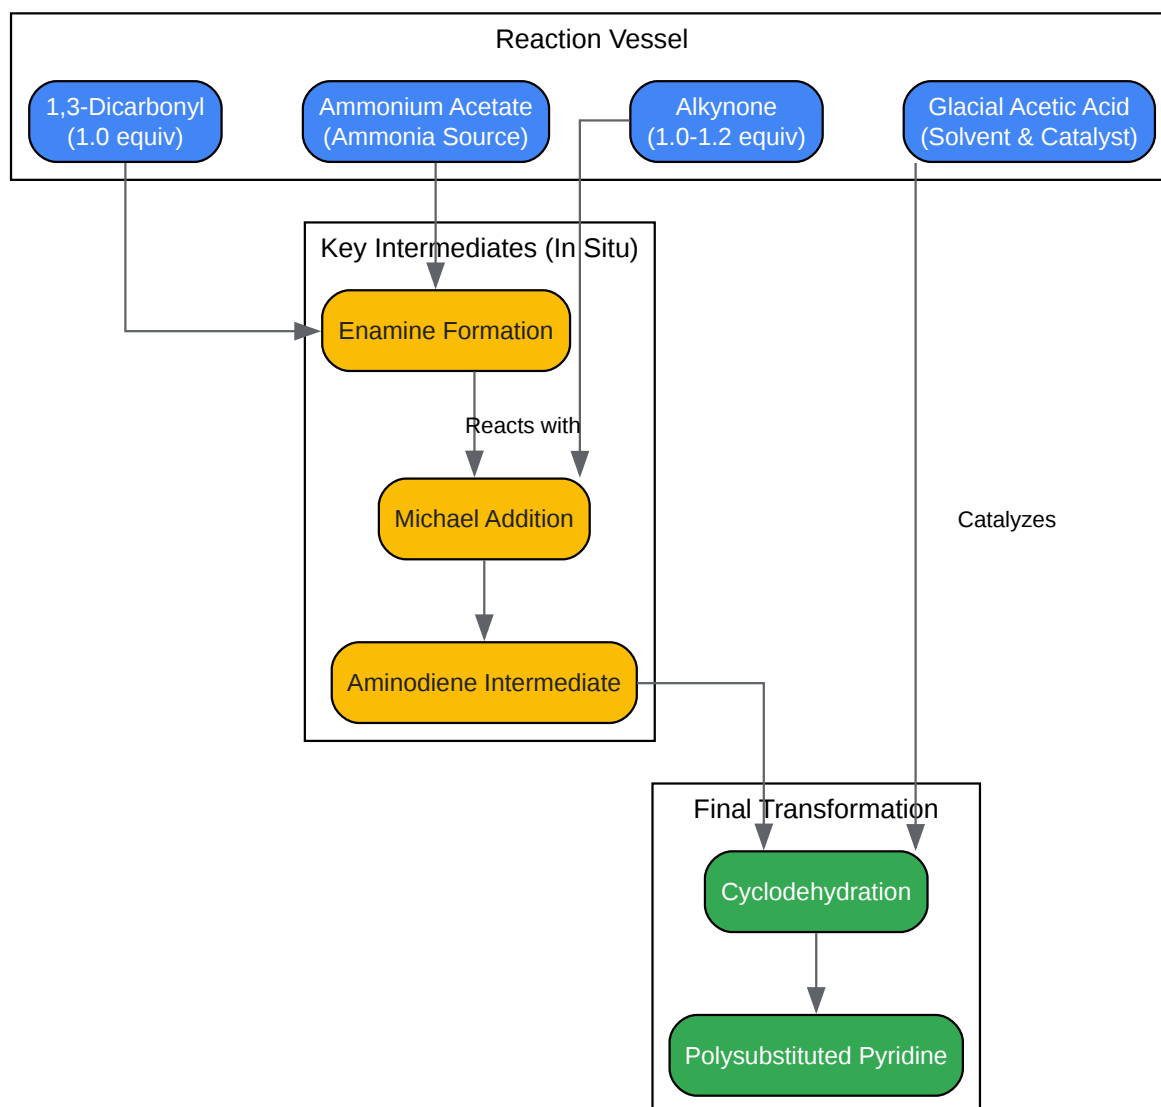 Reaction Vessel
1,3-Dicarbonyl
(1.0 equiv)
Ammonium Acetate
(Ammonia Source)
Alkynone
(1.0-1.2 equiv)
Glacial Acetic Acid
(Solvent & Catalyst)
Key Intermediates (In Situ)
Enamine Formation
Reacts with
Michael Addition
Catalyzes
Aminodiene Intermediate
Final Transformation
Cyclodehydration
Polysubstituted Pyridine